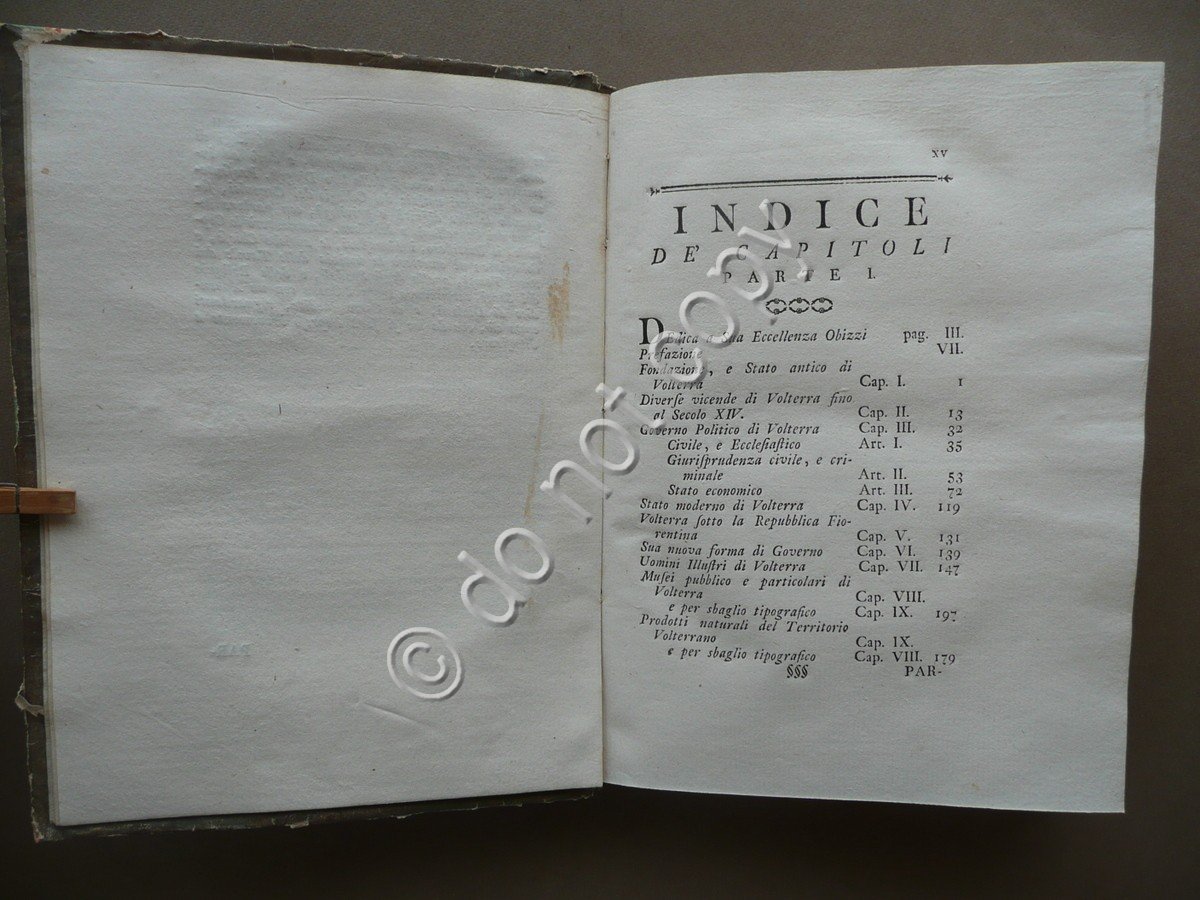 XV
INDICE
DE' CAPITOLI
PARTE I.
DEdica a Sua Eccellenza Obizzi pag. III.
Prefazione VII.
Fondazione, e Stato antico di
Volterra Cap. I. 1
Diverſe vicende di Volterra fino
al Secolo XIV. Cap. II. 13
Governo Politico di Volterra Cap. III. 32
Civile, e Eccleſiaſtico Art. I. 35
Giuriſprudenza civile, e cri-
minale Art. II. 53
Stato economico Art. III. 72
Stato moderno di Volterra Cap. IV. 119
Volterra ſotto la Repubblica Fio-
rentina Cap. V. 131
Sua nuova forma di Governo Cap. VI. 139
Uomini Illuſtri di Volterra Cap. VII. 147
Muſei pubblico e particolari di
Volterra Cap. VIII.
e per sbaglio tipografico Cap. IX. 197
Prodotti naturali del Territorio
Volterrano Cap. IX.
e per sbaglio tipografico Cap. VIII. 179
§§§ PAR-
© do not copy